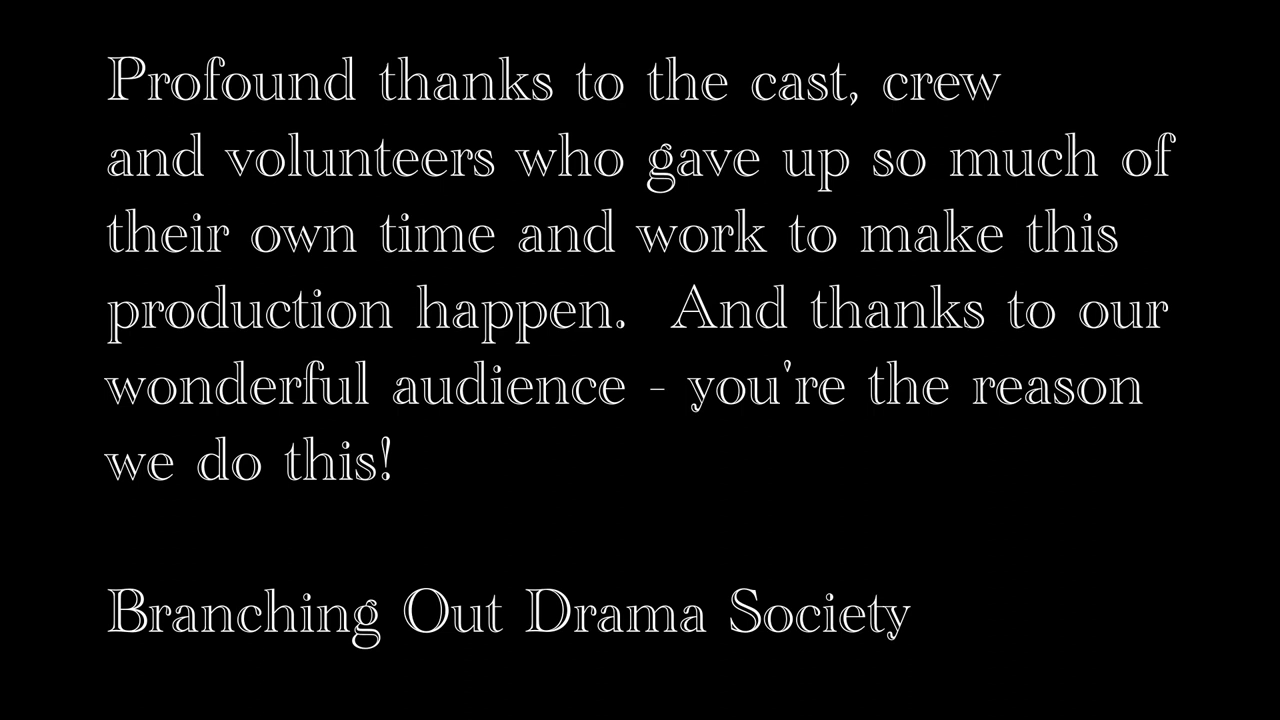 Profound thanks to the cast, crew
and volunteers who gave up so much of
their own time and work to make this
production happen.  And thanks to our
wonderful audience - you're the reason
we do this!
Branching Out Drama Society